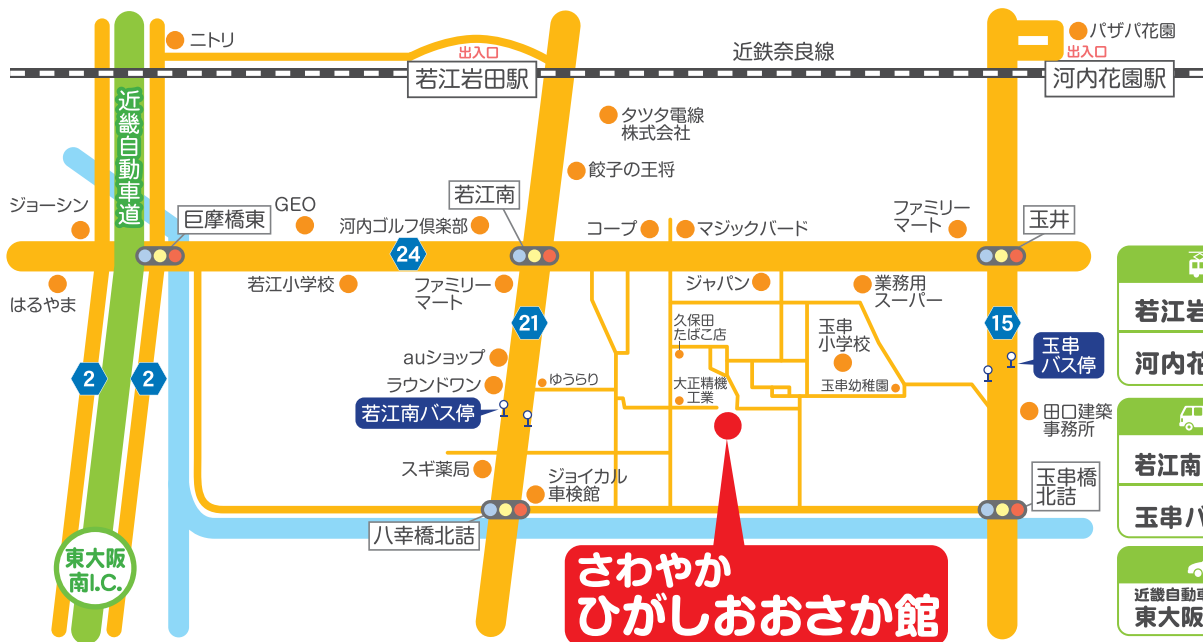 ニトリ
出入口
近鉄奈良線
パザパ花園
出入口
若江岩田駅
河内花園駅
近畿自動車道
タツタ電線
株式会社
餃子の王将
ジョーシン
巨摩橋東
GEO
河内ゴルフ倶楽部
若江南
コープ
マジックバード
ファミリー
マート
玉井
24
はるやま
若江小学校
ファミリー
マート
ジャパン
業務用
スーパー
21
久保田
たばこ店
玉串
小学校
15
2
2
auショップ
ラウンドワン
ゆうらり
大正精機
工業
玉串幼稚園
玉串
バス停
若江南バス停
田口建築
事務所
スギ薬局
ジョイカル
車検館
玉串橋
北詰
八幸橋北詰
東大阪
南I.C.
さわやか
ひがしおおさか館
若江岩
河内花
若江南
玉串バ
近畿自動車
東大阪